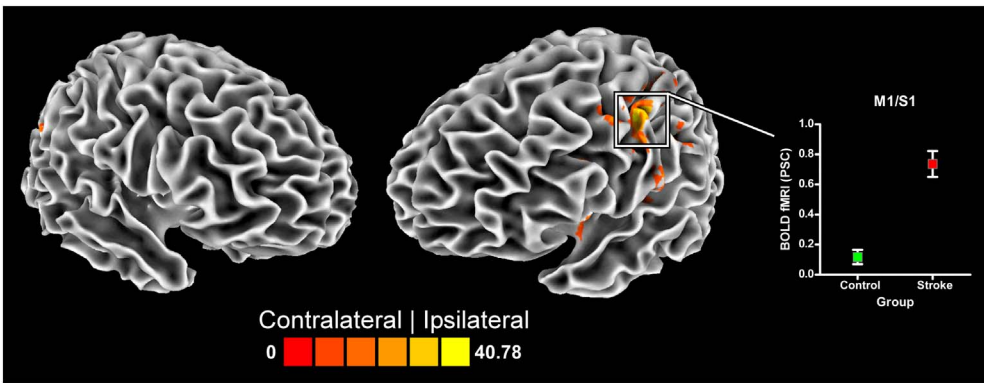 M1/S1
1.0
0.8
0.6
0.4
0.2
0.0
BOLD fMRI (PSC)
Control
Stroke
Group
Contralateral | Ipsilateral
0
40.78